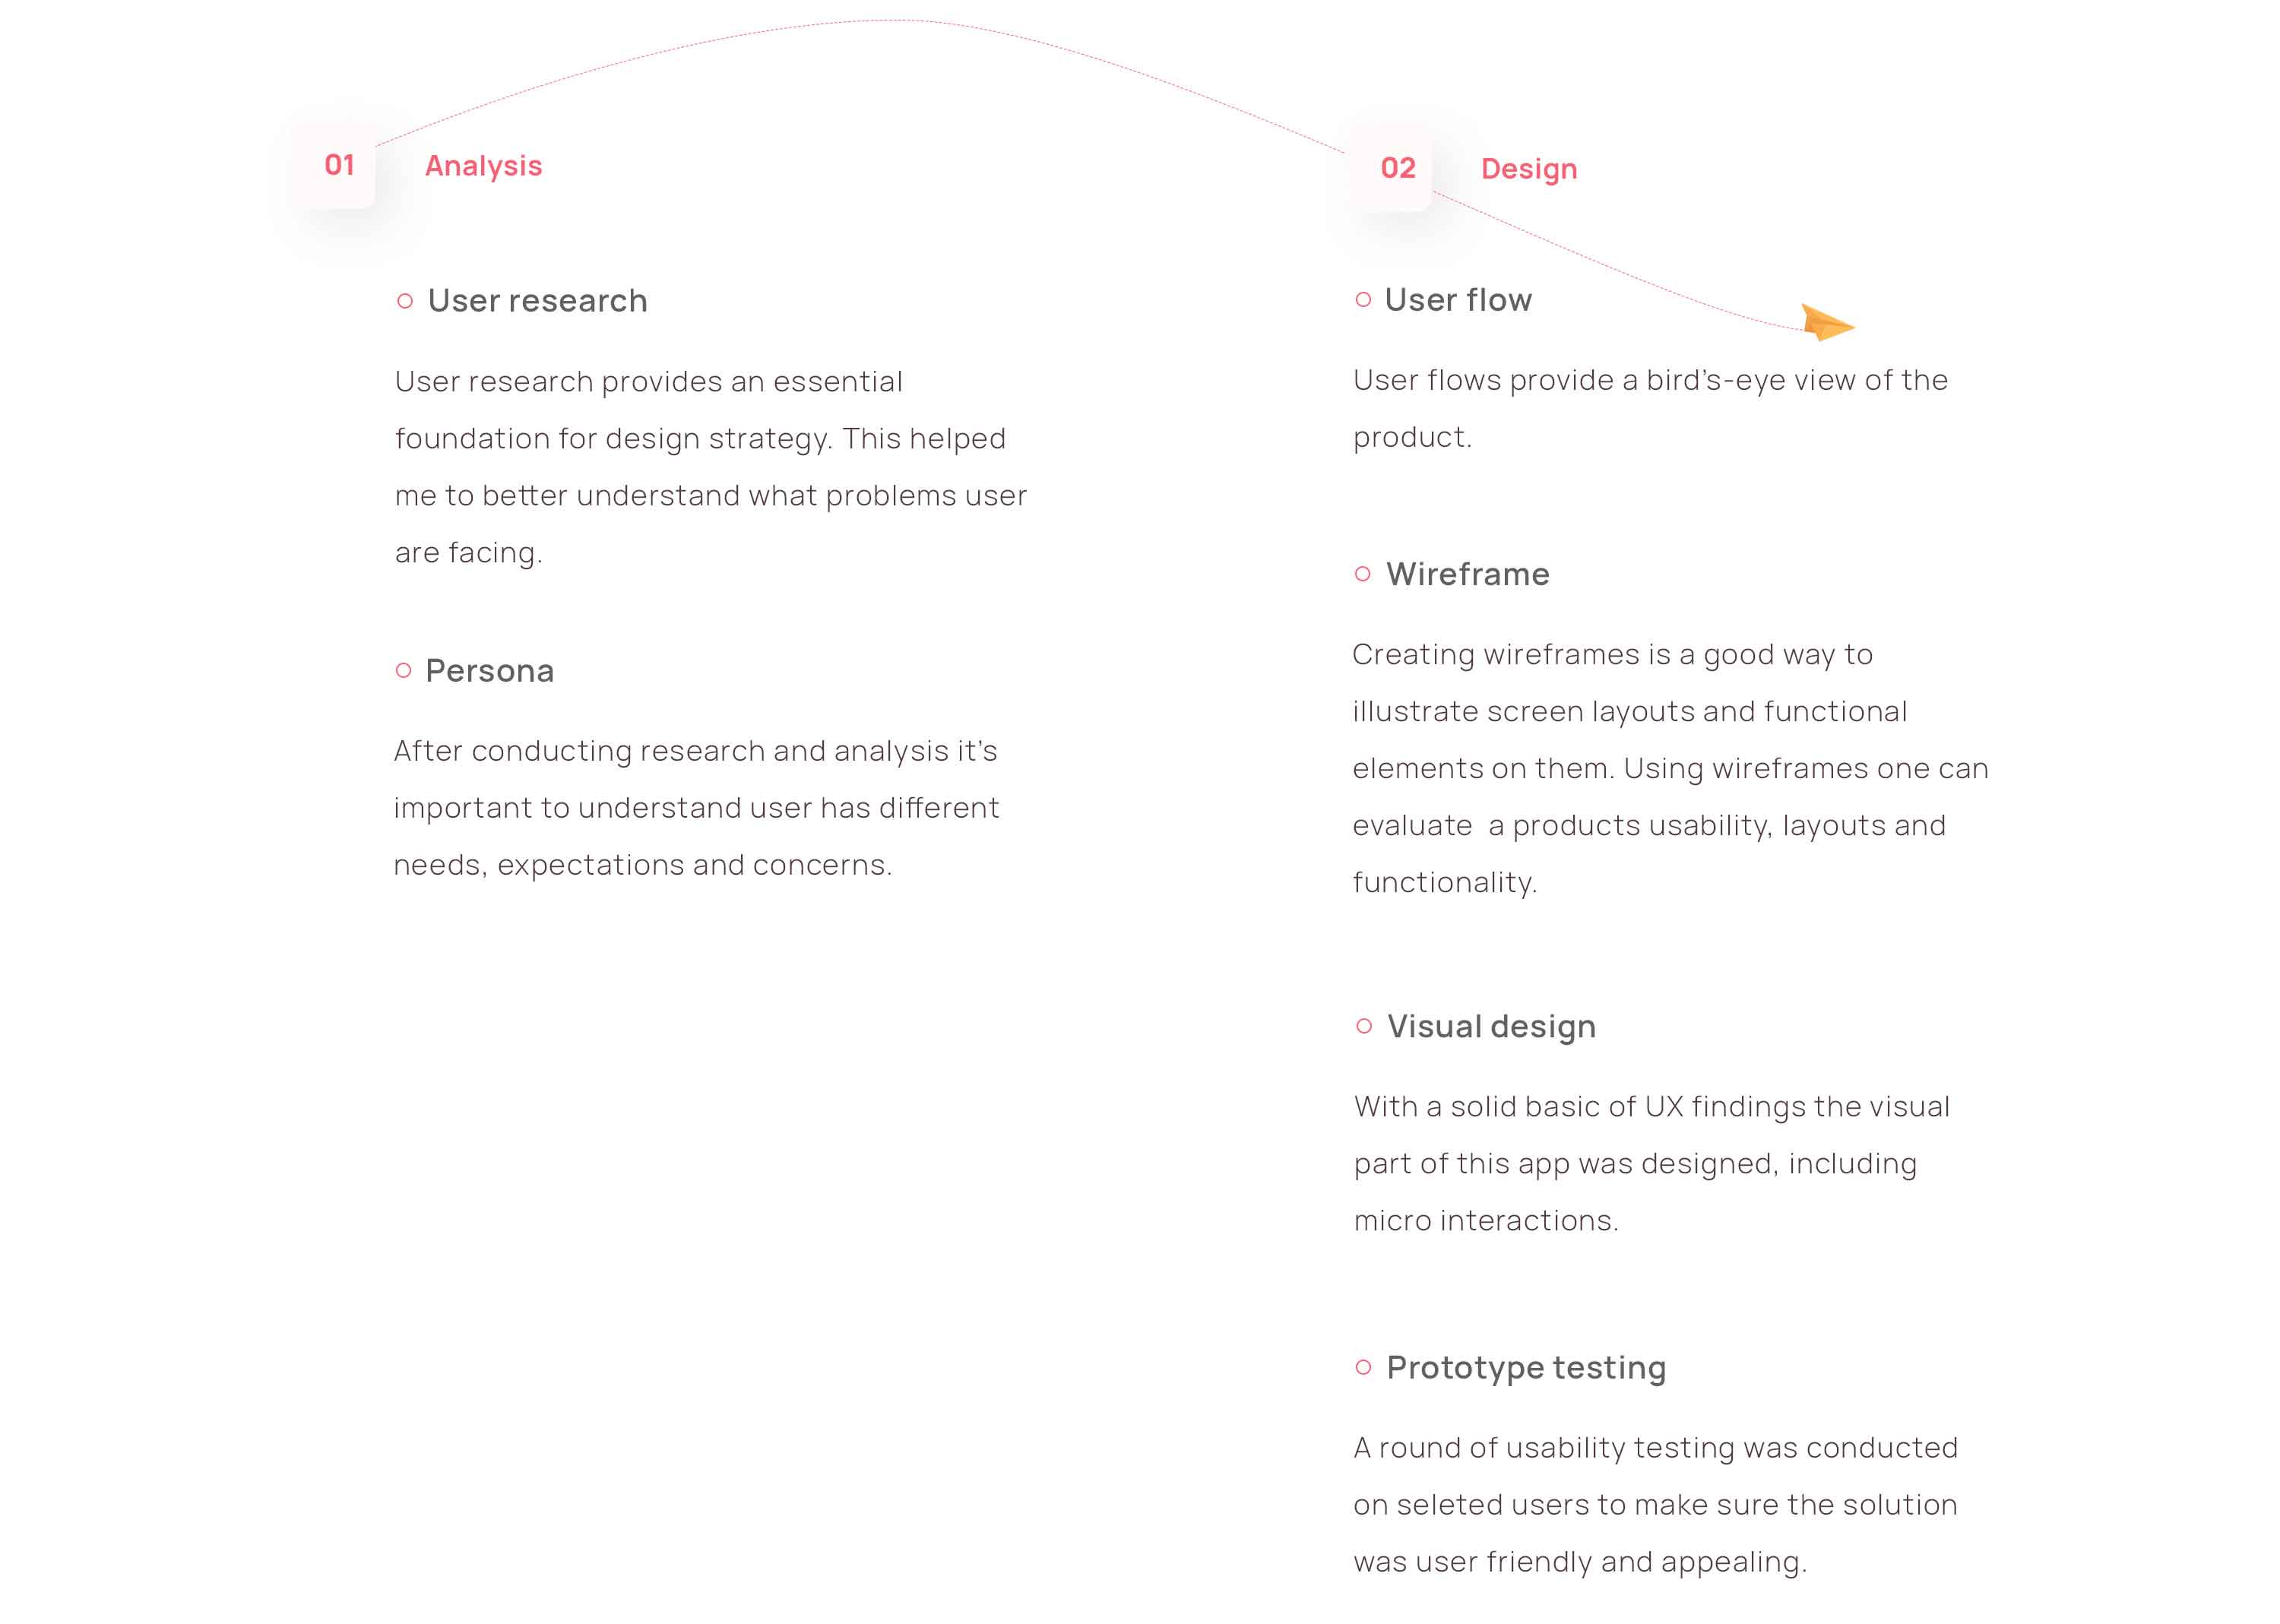 01
Analysis
User research
User research provides an essential
foundation for design strategy. This helped
me to better understand what problems user
are facing.
Persona
After conducting research and analysis it's
important to understand user has different
needs, expectations and concerns.
02
Design
User flow
User flows provide a bird's-eye view of the
product.
Wireframe
Creating wireframes is a good way to
illustrate screen layouts and functional
elements on them. Using wireframes one can
evaluate  a products usability, layouts and
functionality.
Visual design
With a solid basic of UX findings the visual
part of this app was designed, including
micro interactions.
Prototype testing
A round of usability testing was conducted
on seleted users to make sure the solution
was user friendly and appealing.